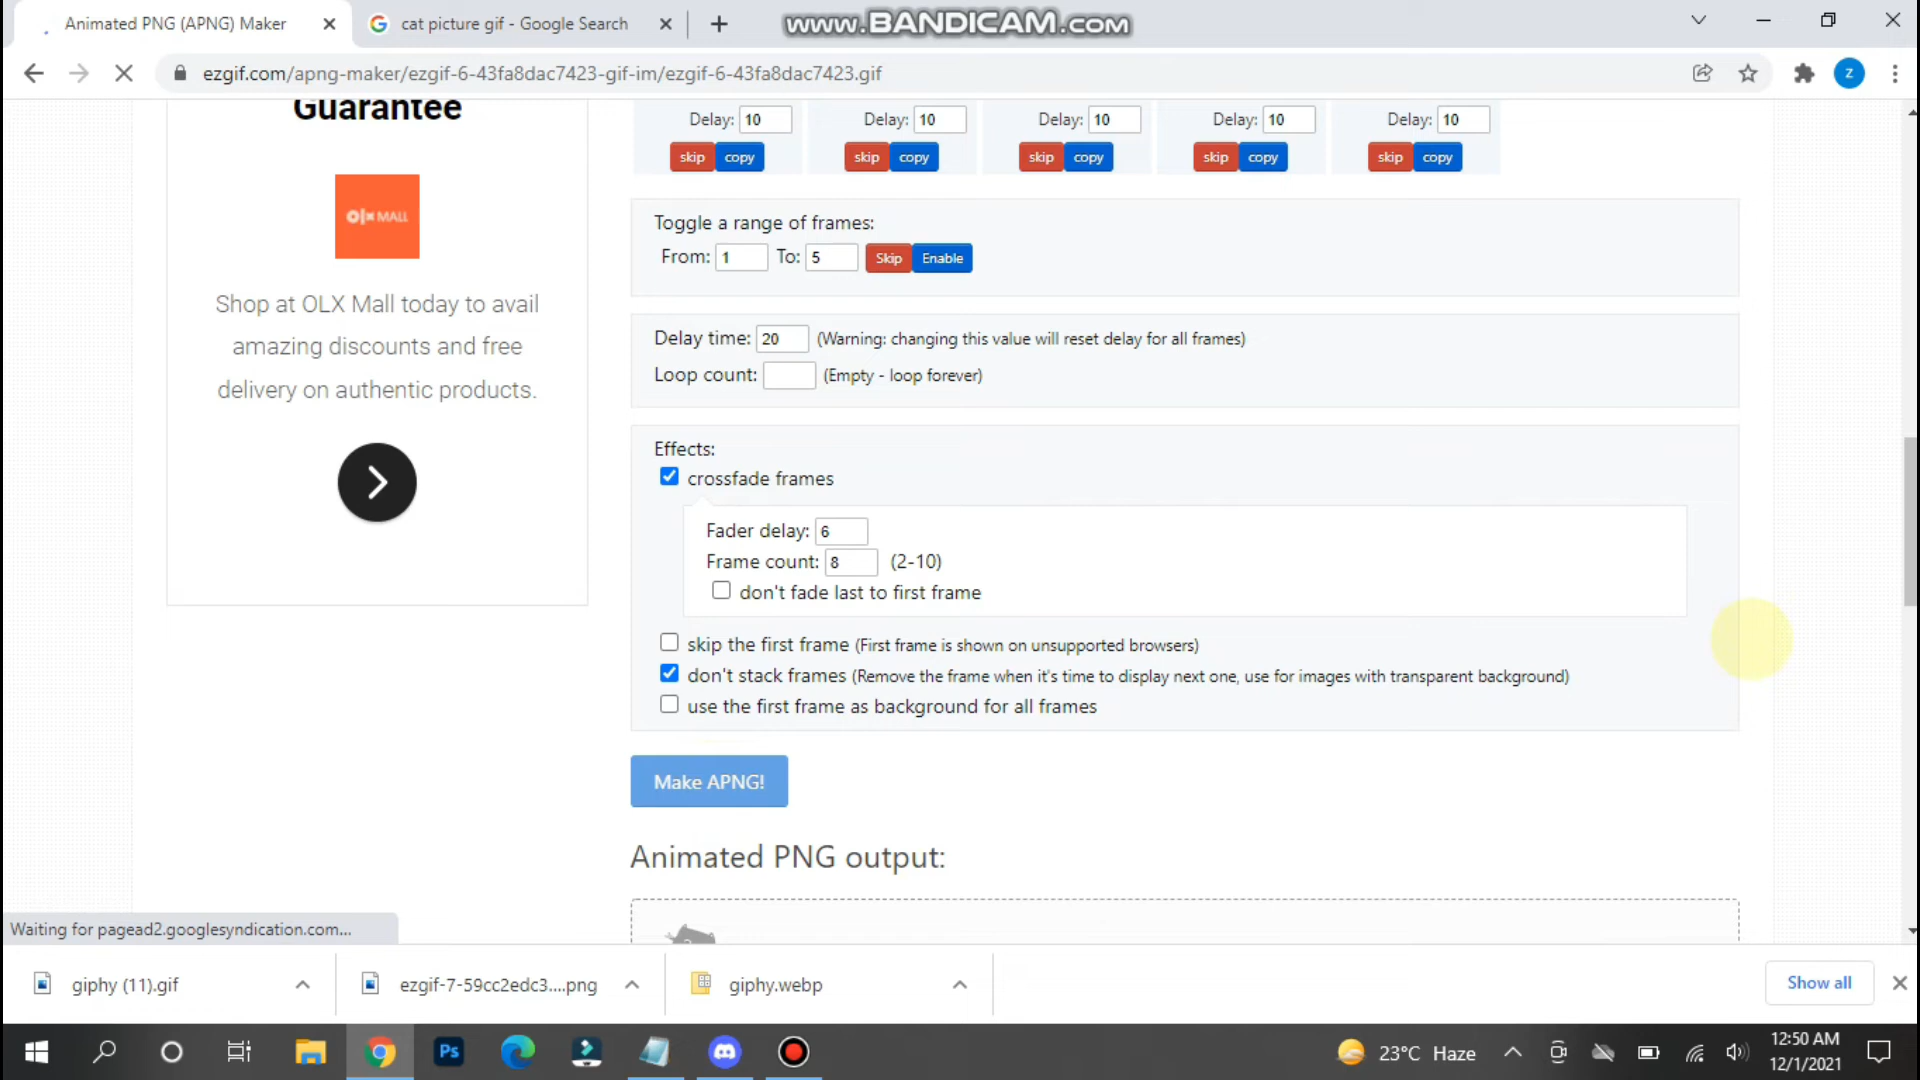 www.BANDICAM.com
Animated PNG (APNG) Maker
cat picture gif - Google Search
ezgif.com/apng-maker/ezgif-6-43fa8dac7423-gif-im/ezgif-6-43fa8dac7423.gif
z
Guarantee
OLX MALL
Shop at OLX Mall today to avail
amazing discounts and free
delivery on authentic products.
Delay: 10 Delay: 10 Delay: 10 Delay: 10 Delay: 10
skip copy skip copy skip copy skip copy skip copy
Toggle a range of frames:
From: 1 To: 5 Skip Enable
Delay time: 20 (Warning: changing this value will reset delay for all frames)
Loop count: (Empty - loop forever)
Effects:
crossfade frames
Fader delay: 6
Frame count: 8 (2-10)
don't fade last to first frame
skip the first frame (First frame is shown on unsupported browsers)
don't stack frames (Remove the frame when it's time to display next one, use for images with transparent background)
use the first frame as background for all frames
Make APNG!
Animated PNG output:
Waiting for pagead2.googlesyndication.com...
giphy (11).gif
ezgif-7-59cc2edc3....png
giphy.webp
Show all
Ps
23°C Haze
12:50 AM
12/1/2021